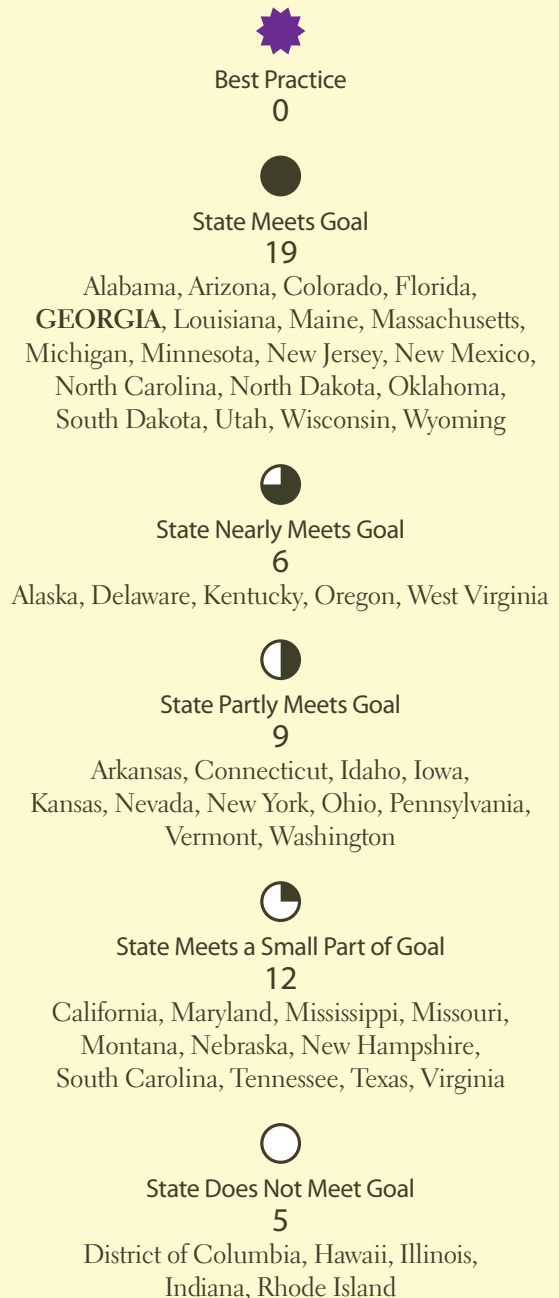 Best Practice
0
State Meets Goal
19
Alabama, Arizona, Colorado, Florida,
GEORGIA, Louisiana, Maine, Massachusetts,
Michigan, Minnesota, New Jersey, New Mexico,
North Carolina, North Dakota, Oklahoma,
South Dakota, Utah, Wisconsin, Wyoming
State Nearly Meets Goal
6
Alaska, Delaware, Kentucky, Oregon, West Virginia
State Partly Meets Goal
9
Arkansas, Connecticut, Idaho, Iowa,
Kansas, Nevada, New York, Ohio, Pennsylvania,
Vermont, Washington
State Meets a Small Part of Goal
12
California, Maryland, Mississippi, Missouri,
Montana, Nebraska, New Hampshire,
South Carolina, Tennessee, Texas, Virginia
State Does Not Meet Goal
5
District of Columbia, Hawaii, Illinois,
Indiana, Rhode Island